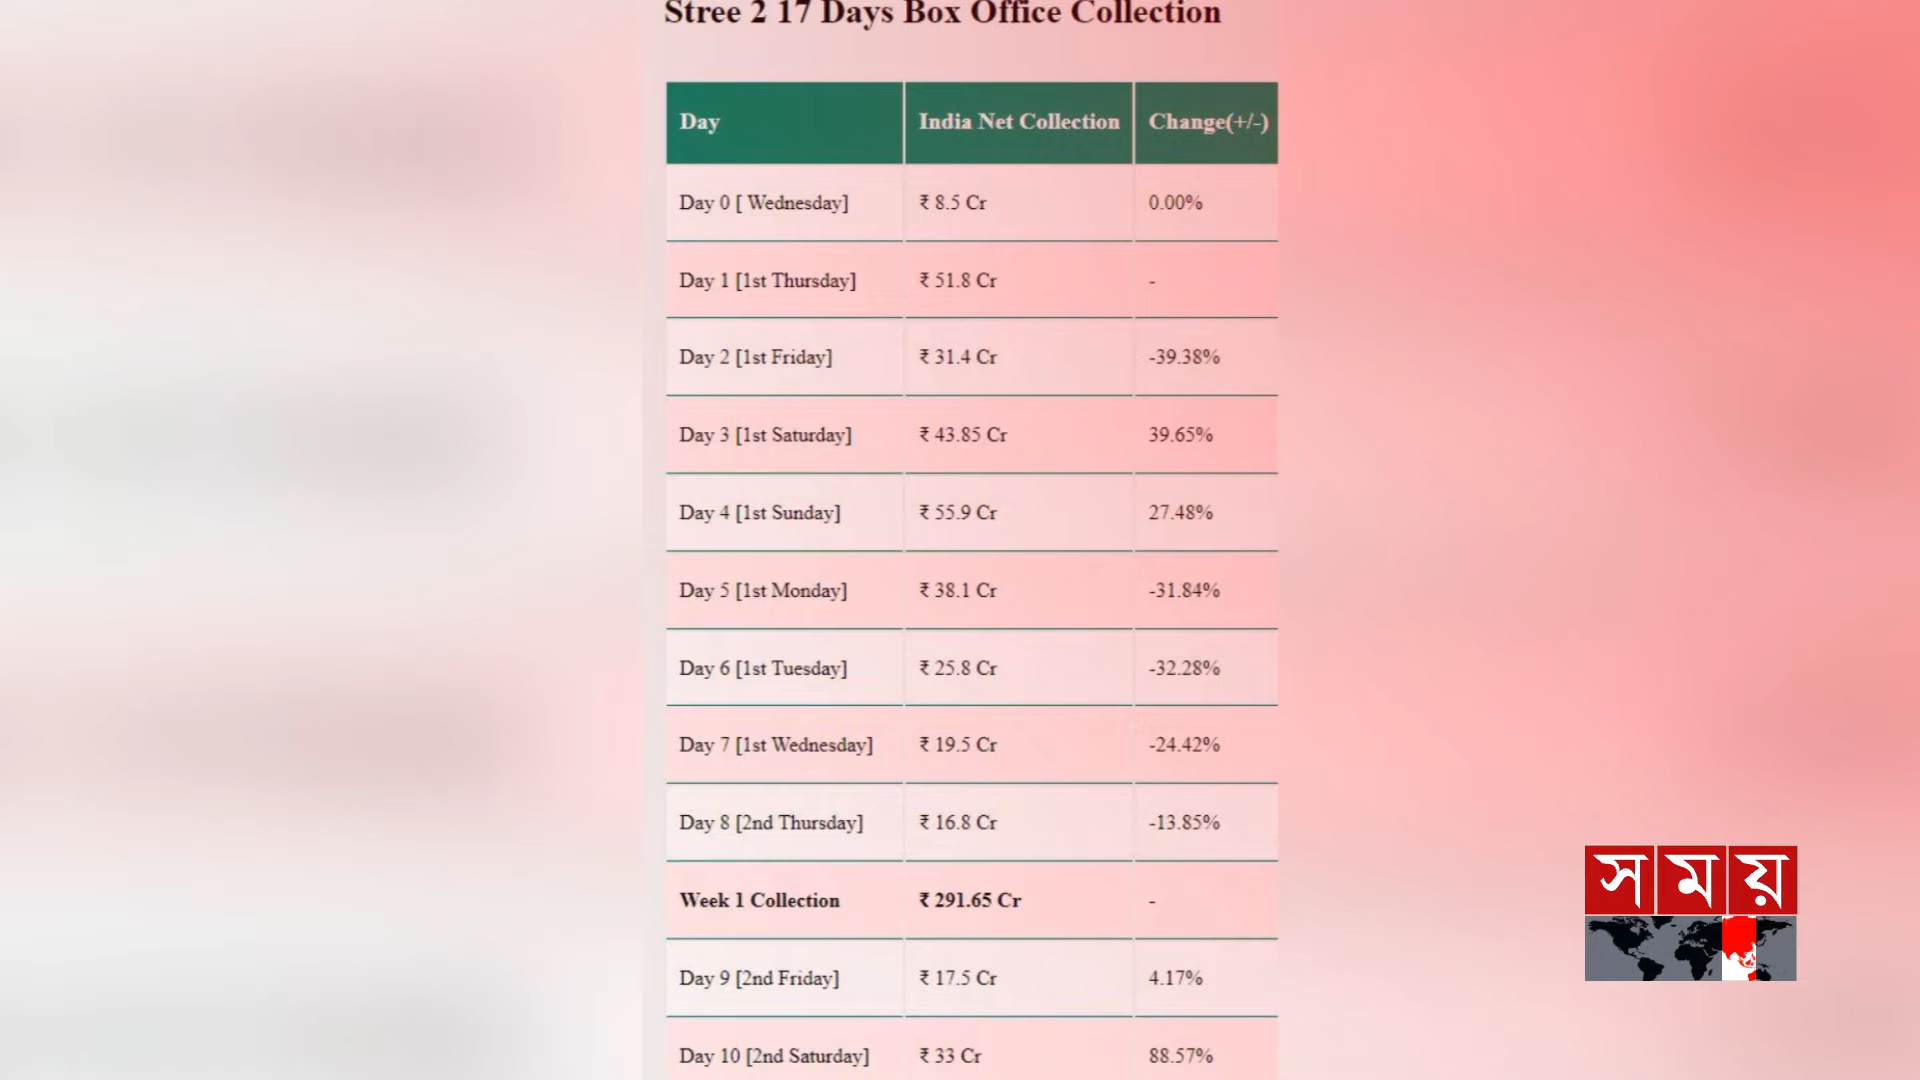 Stree 2 17 Days Box Office Collection
Day India Net Collection Change(+/-)
Day 0 [ Wednesday] ₹ 8.5 Cr 0.00%
Day 1 [1st Thursday] ₹ 51.8 Cr -
Day 2 [1st Friday] ₹ 31.4 Cr -39.38%
Day 3 [1st Saturday] ₹ 43.85 Cr 39.65%
Day 4 [1st Sunday] ₹ 55.9 Cr 27.48%
Day 5 [1st Monday] ₹ 38.1 Cr -31.84%
Day 6 [1st Tuesday] ₹ 25.8 Cr -32.28%
Day 7 [1st Wednesday] ₹ 19.5 Cr -24.42%
Day 8 [2nd Thursday] ₹ 16.8 Cr -13.85%
Week 1 Collection ₹ 291.65 Cr -
Day 9 [2nd Friday] ₹ 17.5 Cr 4.17%
Day 10 [2nd Saturday] ₹ 33 Cr 88.57%
সময়